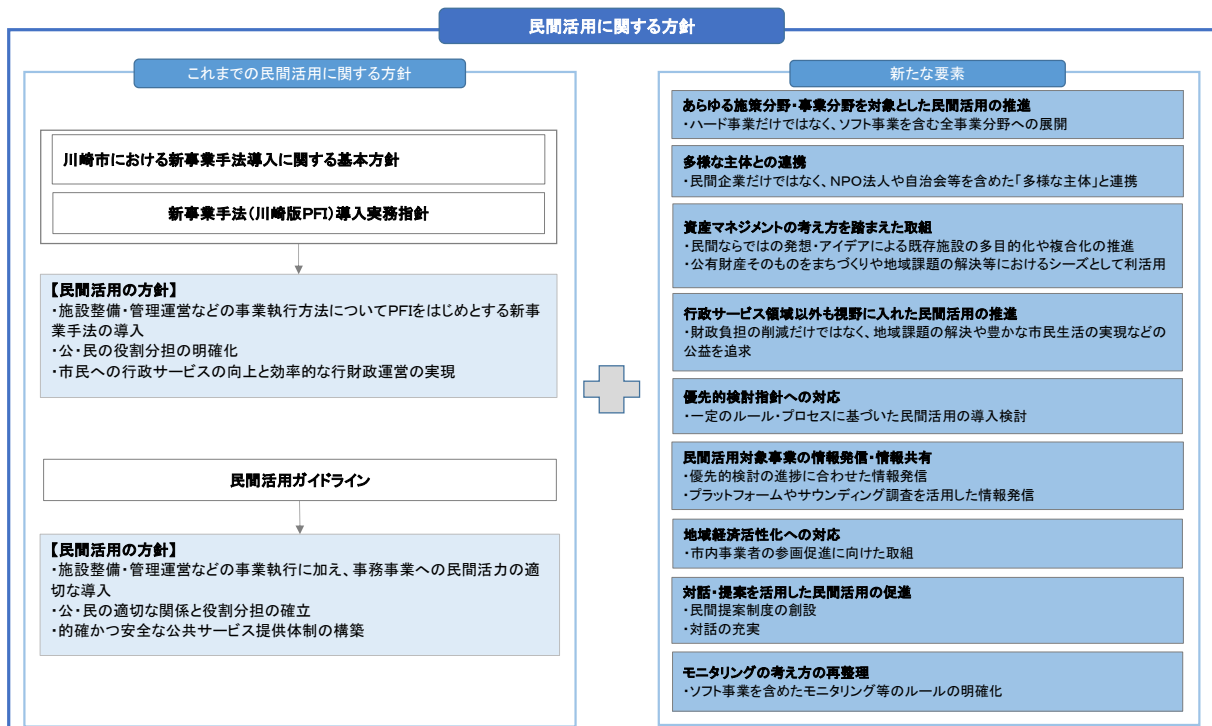 民間活用に関する方針
これまでの民間活用に関する方針
川崎市における新事業手法導入に関する基本方針
新事業手法(川崎版PFI)導入実務指針
【民間活用の方針】
・施設整備・管理運営などの事業執行方法についてPFIをはじめとする新事
業手法の導入
・公・民の役割分担の明確化
・市民への行政サービスの向上と効率的な行財政運営の実現
民間活用ガイドライン
【民間活用の方針】
・施設整備・管理運営などの事業執行に加え、事務事業への民間活力の適
切な導入
・公・民の適切な関係と役割分担の確立
・的確かつ安全な公共サービス提供体制の構築
新たな要素
あらゆる施策分野・事業分野を対象とした民間活用の推進
・ハード事業だけではなく、ソフト事業を含む全事業分野への展開
多様な主体との連携
・民間企業だけではなく、NPO法人や自治会等を含めた「多様な主体」と連携
資産マネジメントの考え方を踏まえた取組
・民間ならではの発想・アイデアによる既存施設の多目的化や複合化の推進
・公有財産そのものをまちづくりや地域課題の解決等におけるシーズとして利活用
行政サービス領域以外も視野に入れた民間活用の推進
・財政負担の削減だけではなく、地域課題の解決や豊かな市民生活の実現などの
公益を追求
優先的検討指針への対応
・一定のルール・プロセスに基づいた民間活用の導入検討
民間活用対象事業の情報発信・情報共有
・優先的検討の進捗に合わせた情報発信
・プラットフォームやサウンディング調査を活用した情報発信
地域経済活性化への対応
・市内事業者の参画促進に向けた取組
対話・提案を活用した民間活用の促進
・民間提案制度の創設
・対話の充実
モニタリングの考え方の再整理
・ソフト事業を含めたモニタリング等のルールの明確化